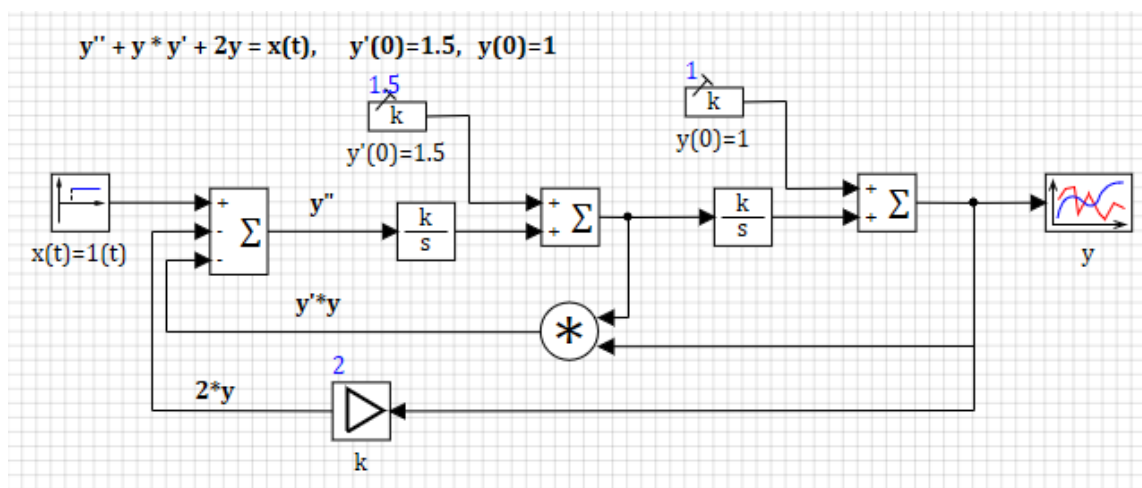 y'' + y * y' + 2y = x(t),    y'(0)=1.5,  y(0)=1
1.5
k
y'(0)=1.5
1
k
y(0)=1
x(t)=1(t)
+
-
-
Σ
y''
k
s
+
+
Σ
k
s
+
+
Σ
y
y'*y
*
2
2*y
k